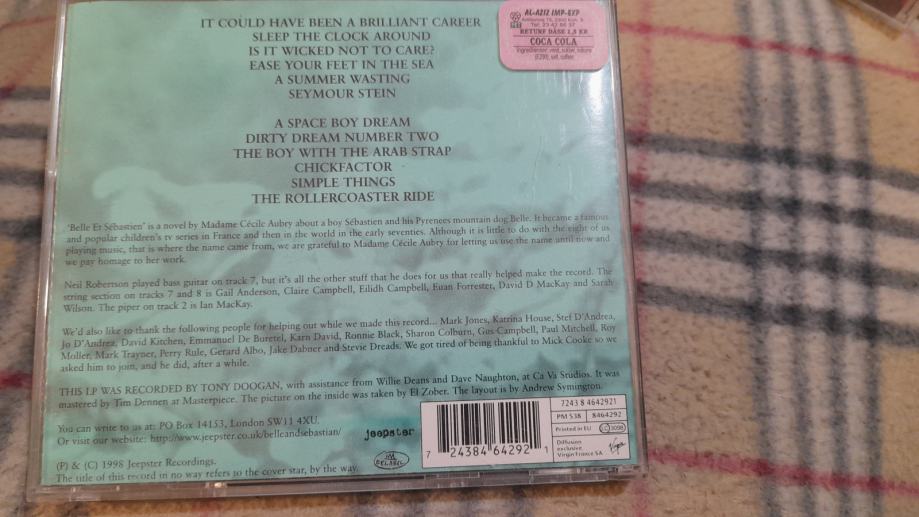 IT COULD HAVE BEEN A BRILLIANT CAREER
SLEEP THE CLOCK AROUND
IS IT WICKED NOT TO CARE?
EASE YOUR FEET IN THE SEA
A SUMMER WASTING
SEYMOUR STEIN
A SPACE BOY DREAM
DIRTY DREAM NUMBER TWO
THE BOY WITH THE ARAB STRAP
CHICKFACTOR
SIMPLE THINGS
THE ROLLERCOASTER RIDE
AL-AZIZ IMP-EXP
RETURF DÅSE 1,5 KR
COCA COLA
'Belle Et Sébastien' is a novel by Madame Cécile Aubry about a boy Sébastien and his Pyrenees mountain dog Belle. It became a famous
and popular children's tv series in France and then in the world in the early seventies. Although it is little to do with the eight of us
playing music, that is where the name came from, we are grateful to Madame Cécile Aubry for letting us use the name until now and
we pay homage to her work.
Neil Robertson played bass guitar on track 7, but it's all the other stuff that he does for us that really helped make the record. The
string section on tracks 7 and 8 is Gail Anderson, Claire Campbell, Eilidh Campbell, Euan Forrester, David D MacKay and Sarah
Wilson. The piper on track 2 is Ian MacKay.
We'd also like to thank the following people for helping out while we made this record... Mark Jones, Katrina House, Stef D'Andrea,
Jo D'Andrea, David Kitchen, Emmanuel De Buretel, Karn David, Ronnie Black, Sharon Colburn, Gus Campbell, Paul Mitchell, Roy
Moller, Mark Trayner, Perry Rule, Gerard Albo, Jake Dabner and Stevie Dreads. We got tired of being thankful to Mick Cooke so we
asked him to join, and he did, after a while.
THIS LP WAS RECORDED BY TONY DOOGAN, with assistance from Willie Deans and Dave Naughton, at Ca Va Studios. It was
mastered by Tim Dennen at Masterpiece. The picture on the inside was taken by El Zober. The layout is by Andrew Symington.
You can write to us at: PO Box 14153, London SW11 4XU.
Or visit our website: http://www.jeepster.co.uk/belleandsebastian/
jeepster
(P) & (C) 1998 Jeepster Recordings.
The title of this record in no way refers to the cover star, by the way.
7 24384 64292 1
7243 8 4642921
PM 538 8464292
Printed in EU LC 3098
Diffusion
exclusive
Virgin France SA
Virgin